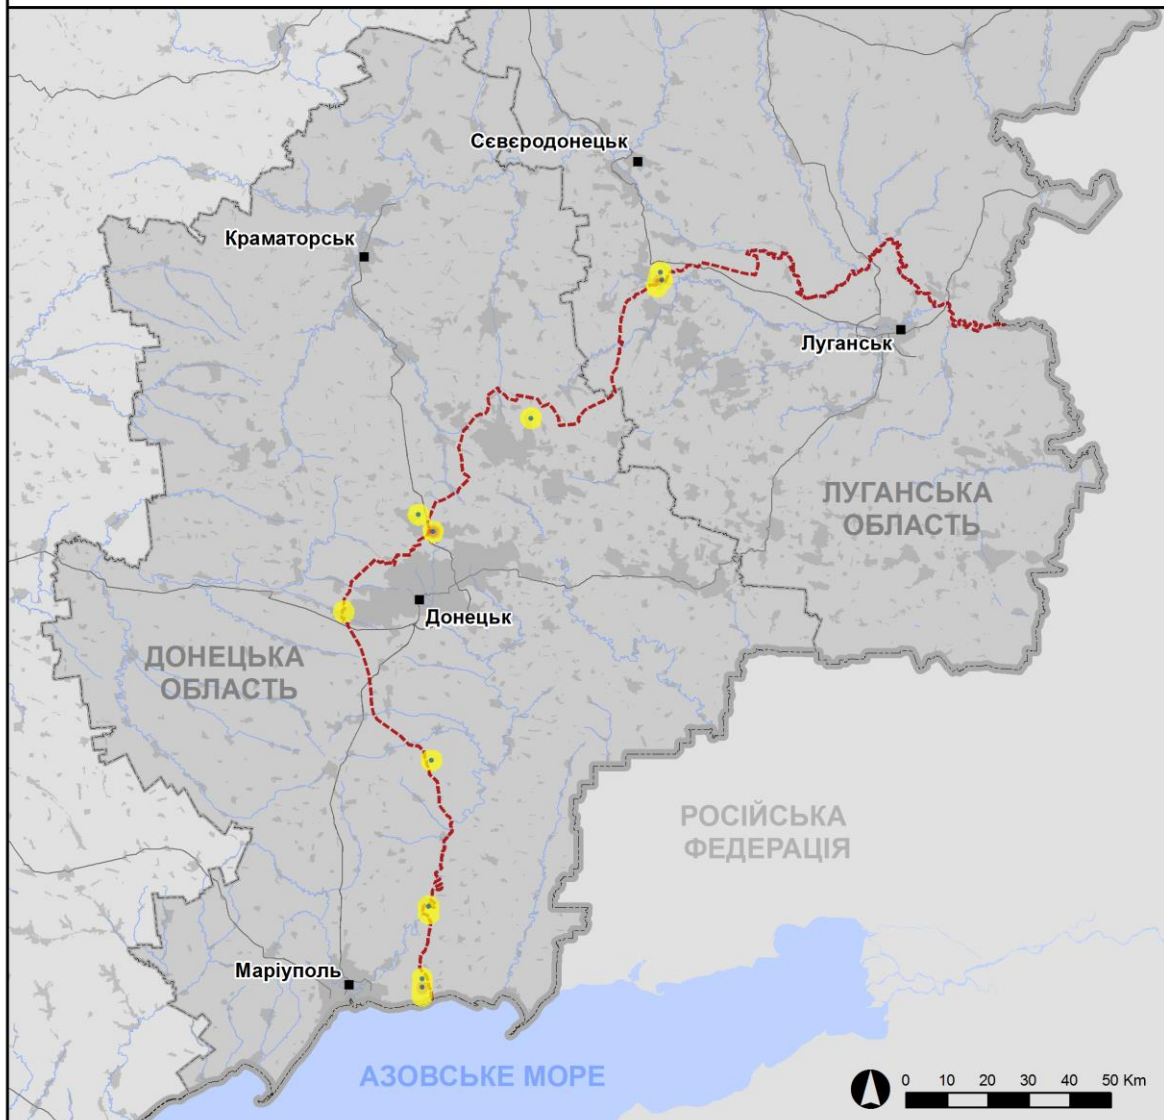 Сєвєродонецьк
Краматорськ
Луганськ
ЛУГАНСЬКА
ОБЛАСТЬ
Донецьк
ДОНЕЦЬКА
ОБЛАСТЬ
РОСІЙСЬКА
ФЕДЕРАЦІЯ
Маріуполь
АЗОВСЬКЕ МОРЕ
0 10 20 30 40 50 Km